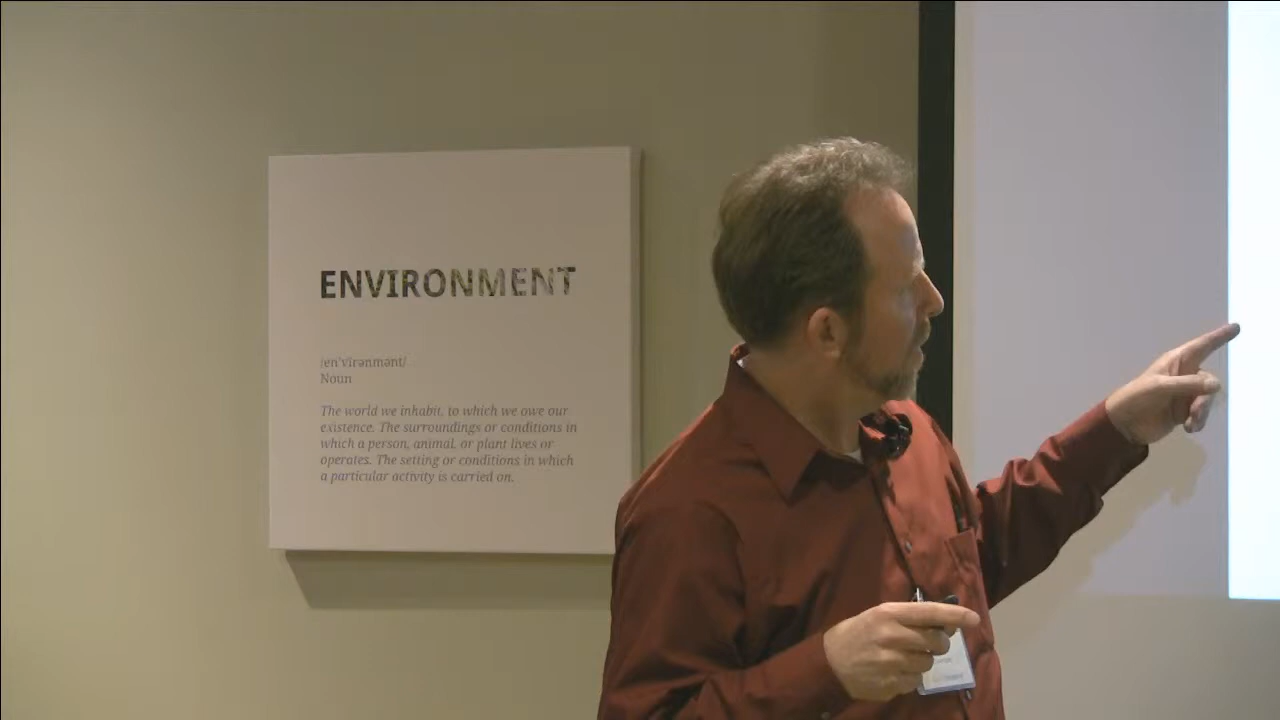 ENVIRONMENT
/en'vīrənmənt/
Noun
The world we inhabit, to which we owe our
existence. The surroundings or conditions in
which a person, animal, or plant lives or
operates. The setting or conditions in which
a particular activity is carried on.